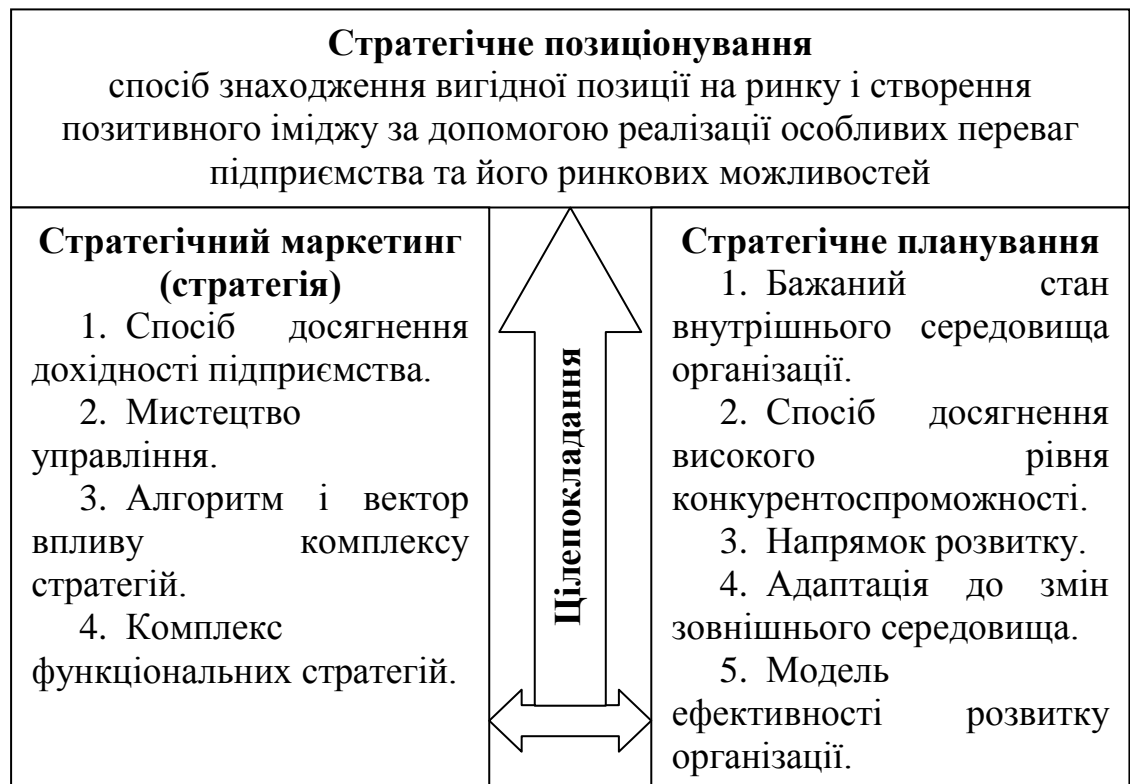 Стратегічне позиціонування
спосіб знаходження вигідної позиції на ринку і створення
позитивного іміджу за допомогою реалізації особливих переваг
підприємства та його ринкових можливостей
Стратегічний маркетинг
(стратегія)
1. Спосіб досягнення
дохідності підприємства.
2. Мистецтво
управління.
3. Алгоритм і вектор
впливу комплексу
стратегій.
4. Комплекс
функціональних стратегій.
Цілепокладання
Стратегічне планування
1. Бажаний стан
внутрішнього середовища
організації.
2. Спосіб досягнення
високого рівня
конкурентоспроможності.
3. Напрямок розвитку.
4. Адаптація до змін
зовнішнього середовища.
5. Модель
ефективності розвитку
організації.